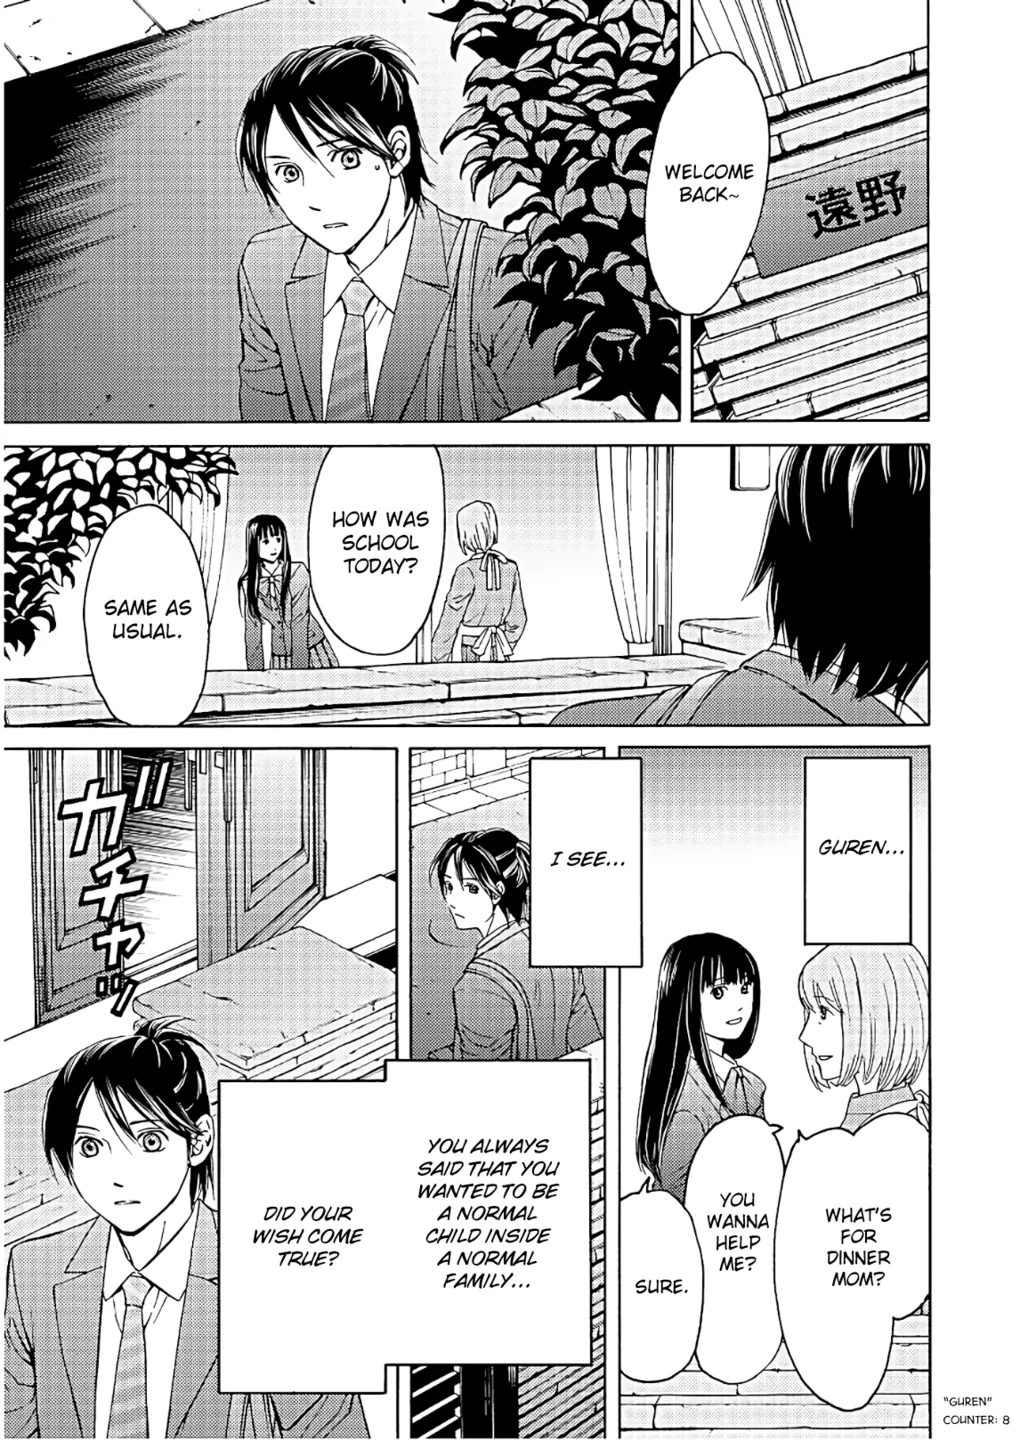 遠野
WELCOME
BACK~
HOW WAS
SCHOOL
TODAY?
SAME AS
USUAL.
GUREN...
I SEE...
WHAT'S
FOR
DINNER
MOM?
YOU
WANNA
HELP
ME?
SURE.
YOU ALWAYS
SAID THAT YOU
WANTED TO BE
A NORMAL
CHILD INSIDE
A NORMAL
FAMILY...
DID YOUR
WISH COME
TRUE?
ガチャッ
"GUREN"
COUNTER: 8